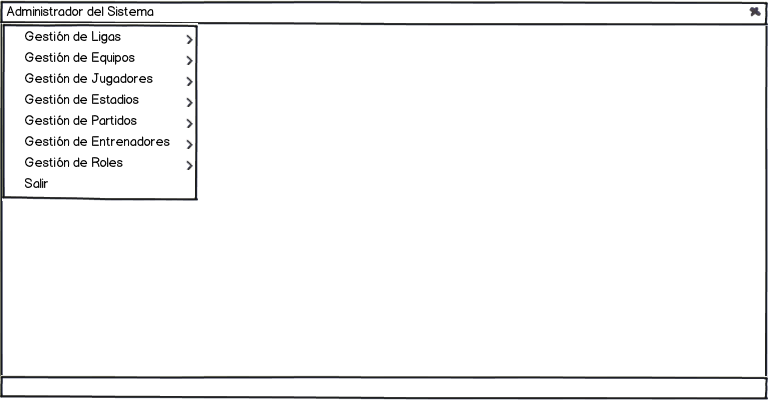 Administrador del Sistema
Gestión de Ligas
Gestión de Equipos
Gestión de Jugadores
Gestión de Estadios
Gestión de Partidos
Gestión de Entrenadores
Gestión de Roles
Salir